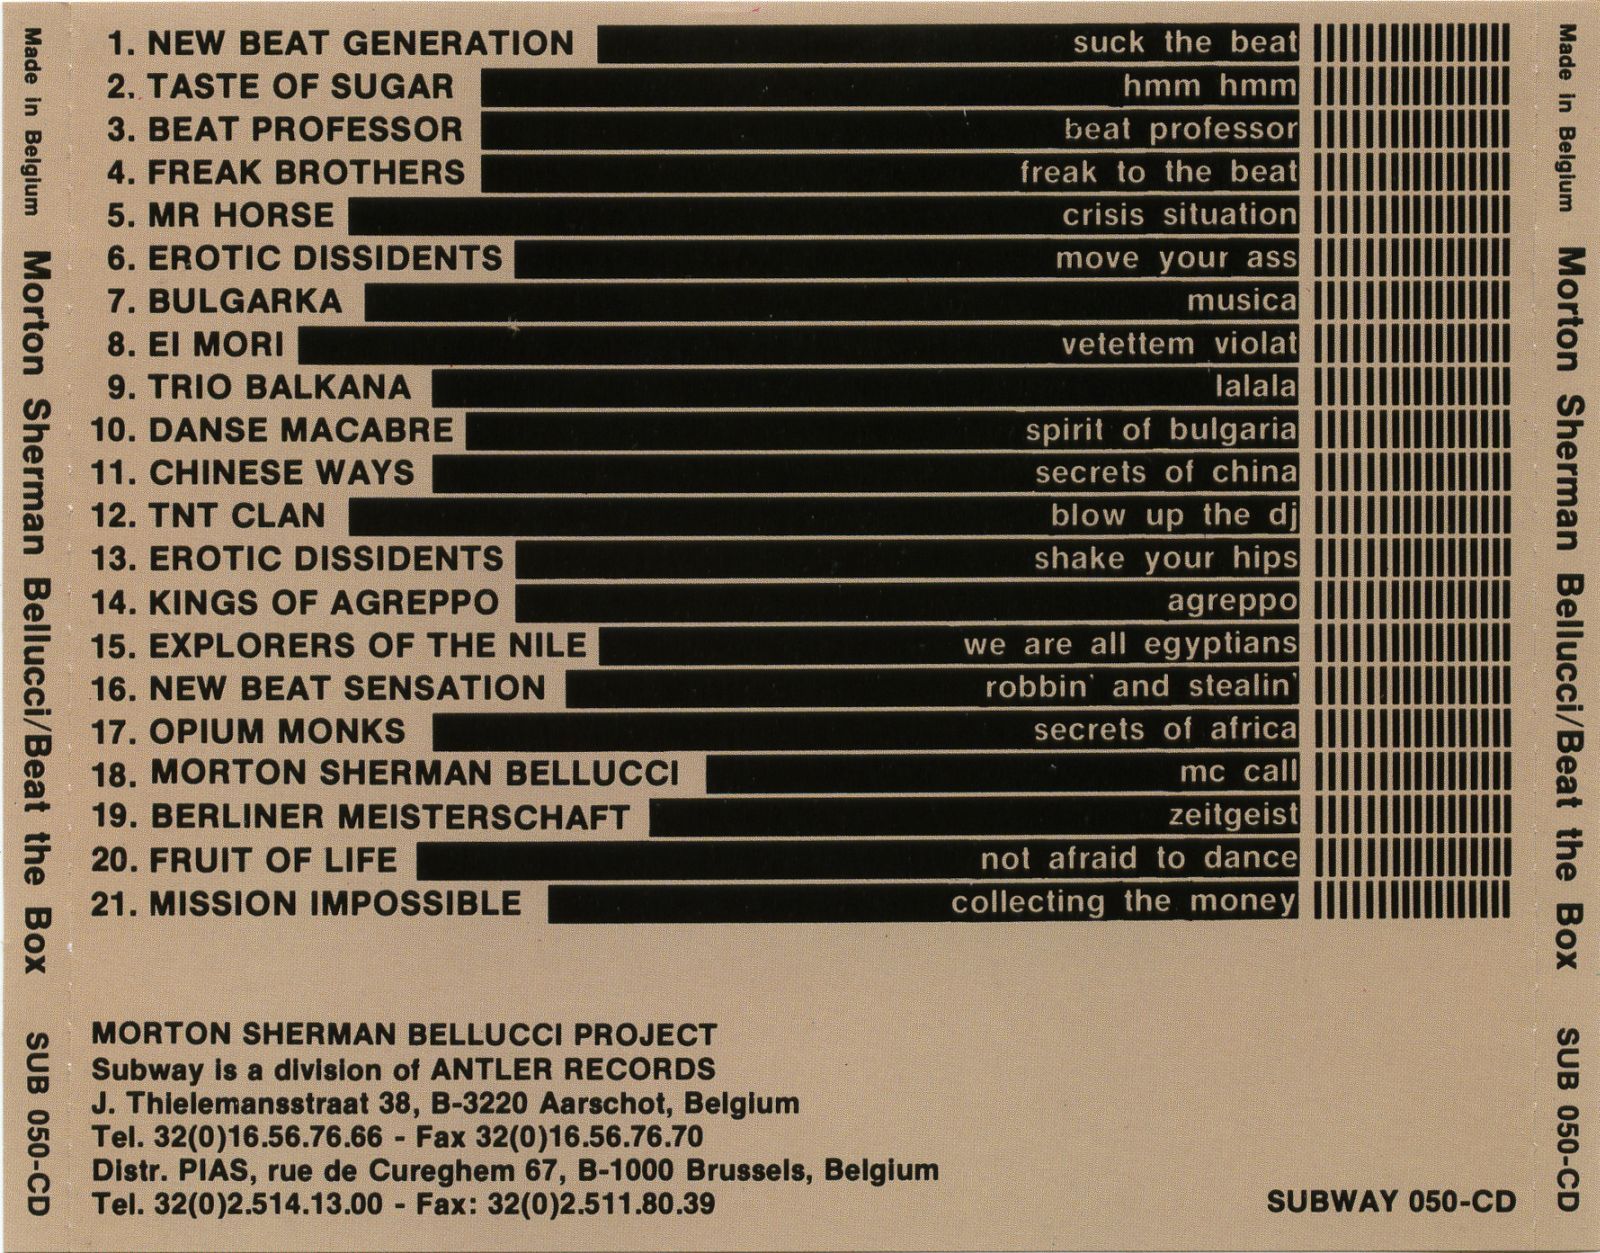 Made in Belgium Morton Sherman Bellucci/Beat the Box SUB 050-CD
1. NEW BEAT GENERATION suck the beat
2. TASTE OF SUGAR hmm hmm
3. BEAT PROFESSOR beat professor
4. FREAK BROTHERS freak to the beat
5. MR HORSE crisis situation
6. EROTIC DISSIDENTS move your ass
7. BULGARKA musica
8. EI MORI vetettem violat
9. TRIO BALKANA lalala
10. DANSE MACABRE spirit of bulgaria
11. CHINESE WAYS secrets of china
12. TNT CLAN blow up the dj
13. EROTIC DISSIDENTS shake your hips
14. KINGS OF AGREPPO agreppo
15. EXPLORERS OF THE NILE we are all egyptians
16. NEW BEAT SENSATION robbin' and stealin'
17. OPIUM MONKS secrets of africa
18. MORTON SHERMAN BELLUCCI mc call
19. BERLINER MEISTERSCHAFT zeitgeist
20. FRUIT OF LIFE not afraid to dance
21. MISSION IMPOSSIBLE collecting the money
MORTON SHERMAN BELLUCCI PROJECT
Subway is a division of ANTLER RECORDS
J. Thielemansstraat 38, B-3220 Aarschot, Belgium
Tel. 32(0)16.56.76.66 - Fax 32(0)16.56.76.70
Distr. PIAS, rue de Cureghem 67, B-1000 Brussels, Belgium
Tel. 32(0)2.514.13.00 - Fax: 32(0)2.511.80.39
SUBWAY 050-CD
Made in Belgium Morton Sherman Bellucci/Beat the Box SUB 050-CD